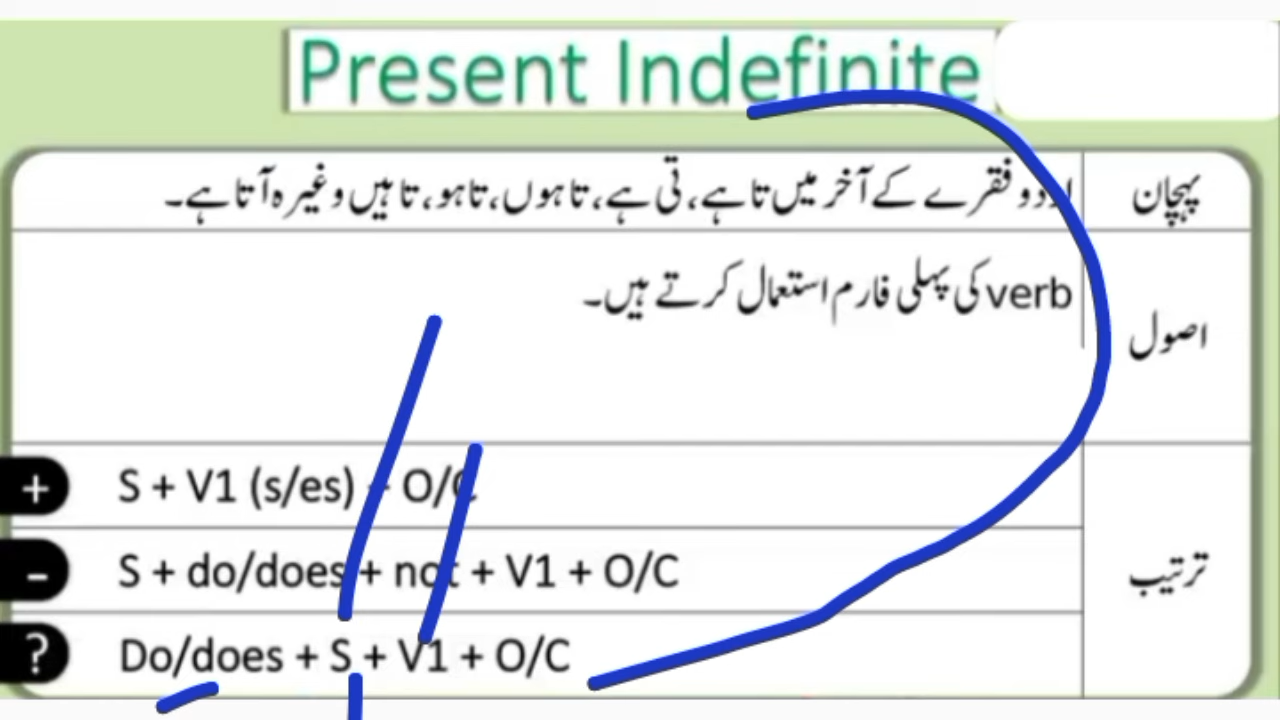 Present Indefinite
پہچان
اردو فقرے کے آخر میں تا ہے، تی ہے، تا ہوں، تا ہو، تا ہیں وغیرہ آتا ہے۔
اصول
verb کی پہلی فارم استعمال کرتے ہیں۔
ترتیب
+ S + V1 (s/es) + O/C
- S + do/does + not + V1 + O/C
? Do/does + S + V1 + O/C